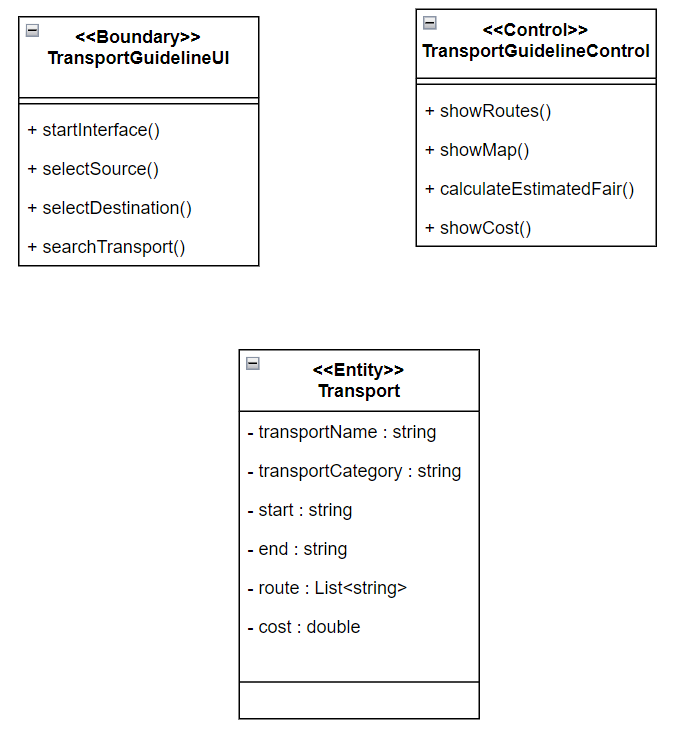 <<Boundary>>
TransportGuidelineUI
+ startInterface()
+ selectSource()
+ selectDestination()
+ searchTransport()
<<Control>>
TransportGuidelineControl
+ showRoutes()
+ showMap()
+ calculateEstimatedFair()
+ showCost()
<<Entity>>
Transport
- transportName : string
- transportCategory : string
- start : string
- end : string
- route : List<string>
- cost : double